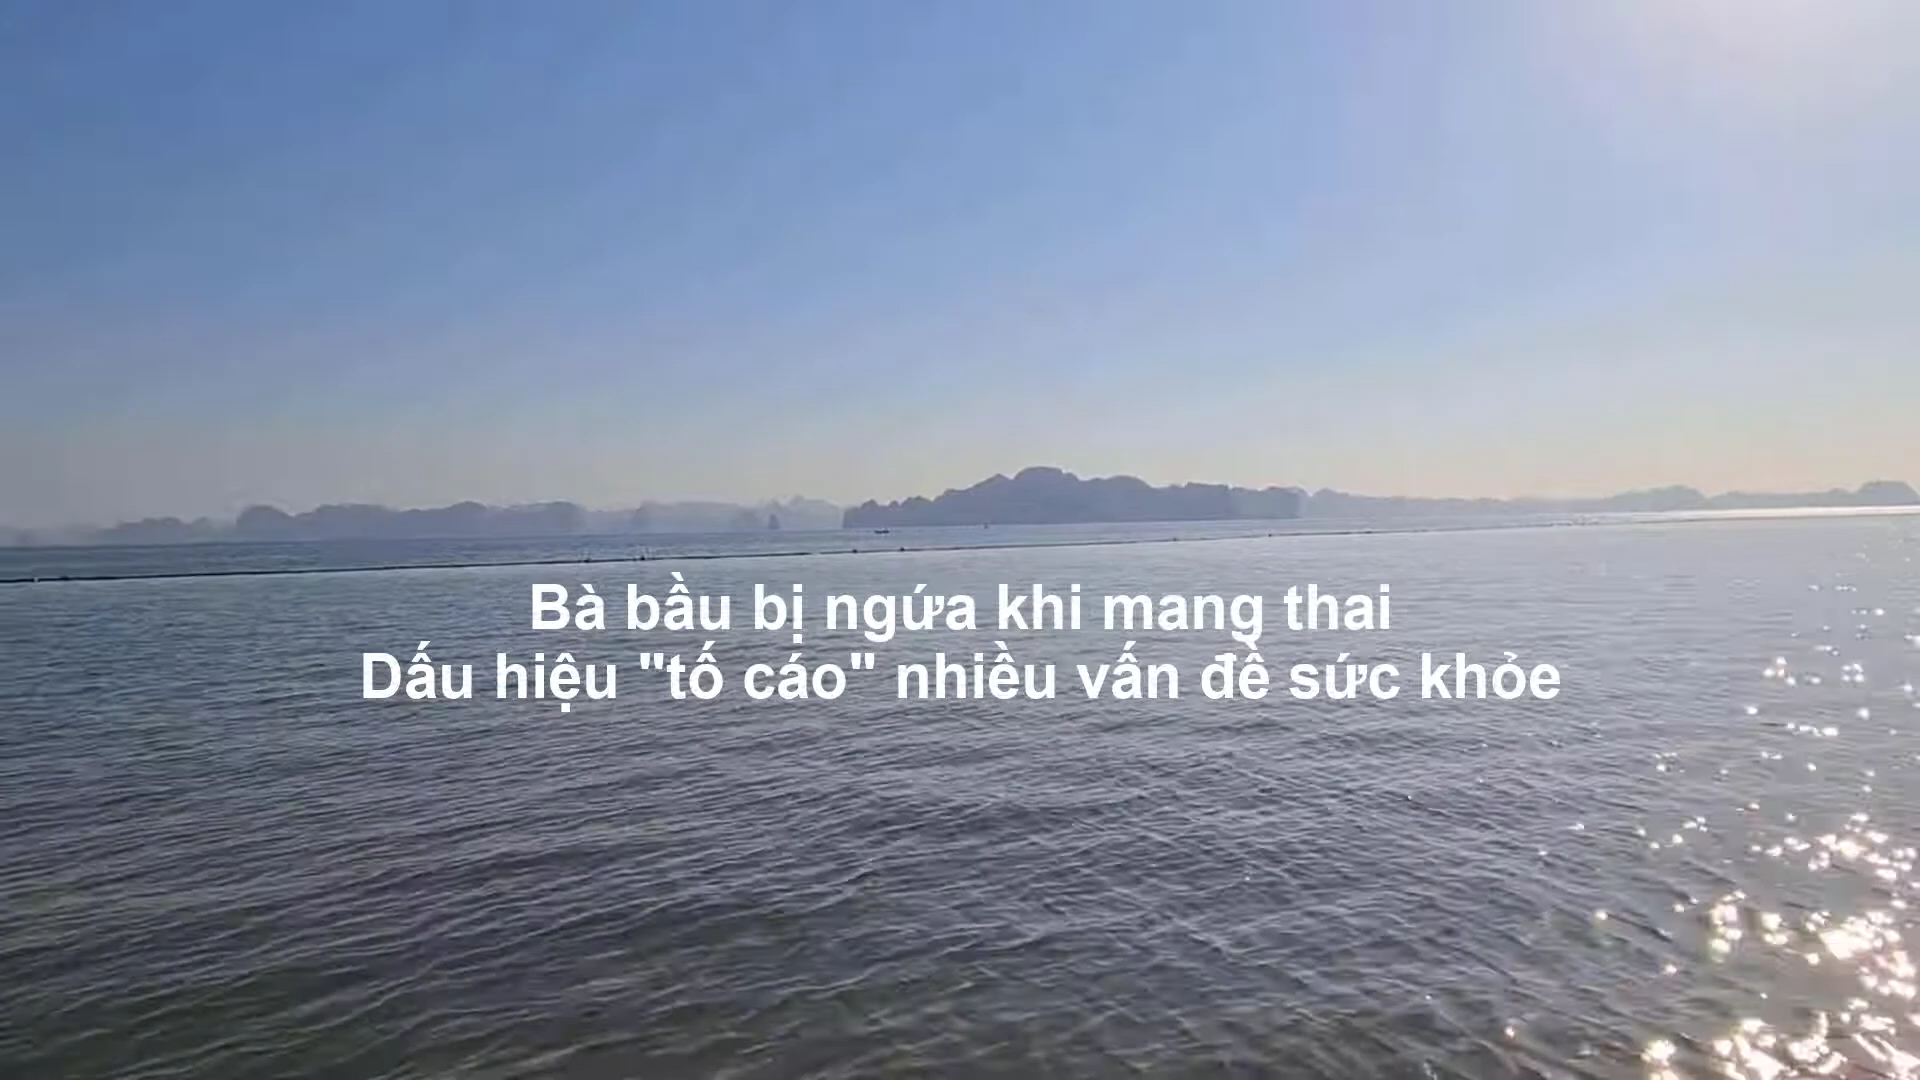 Bà bầu bị ngứa khi mang thai
Dấu hiệu "tố cáo" nhiều vấn đề sức khỏe